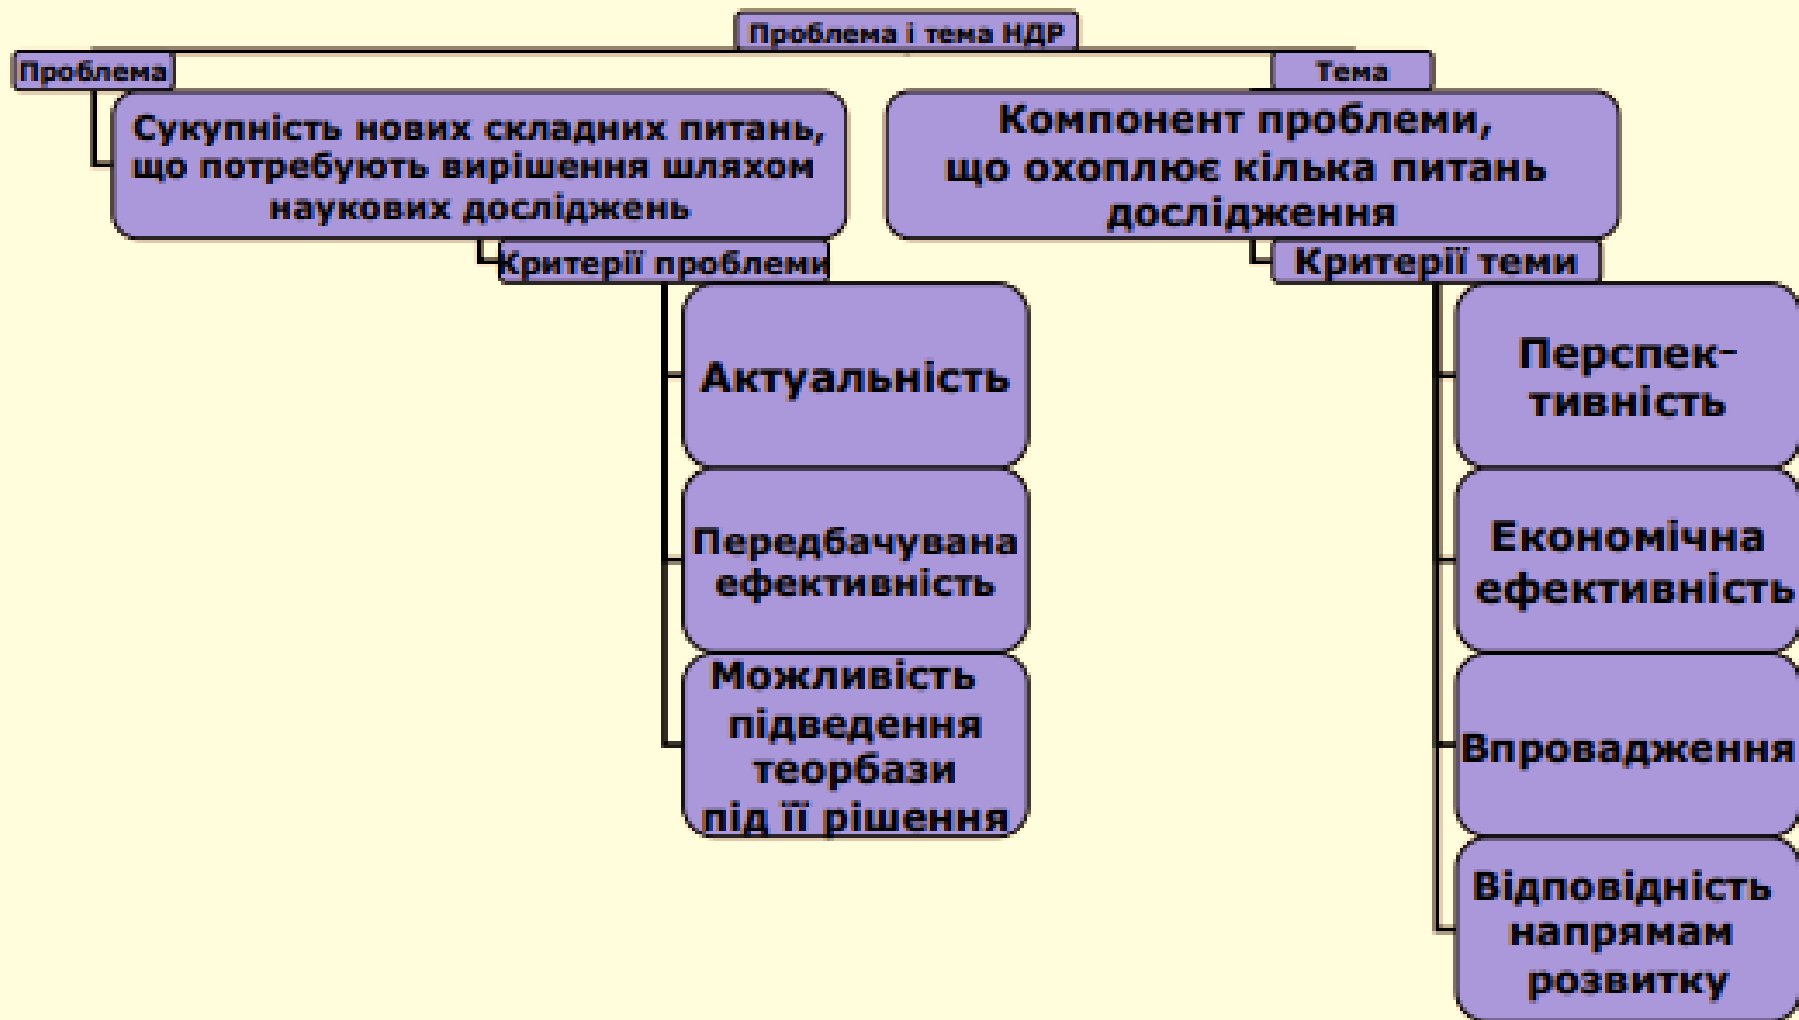 Проблема і тема НДР
Проблема
Тема
Сукупність нових складних питань,
що потребують вирішення шляхом
наукових досліджень
Компонент проблеми,
що охоплює кілька питань
дослідження
Критерії проблеми
Критерії теми
Актуальність
Передбачувана
ефективність
Можливість
підведення
теорбази
під її рішення
Перспек-
тивність
Економічна
ефективність
Впровадження
Відповідність
напрямам
розвитку